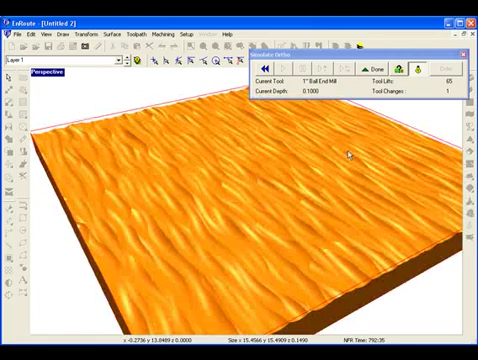 EnRoute - [Untitled 2]
File Edit View Draw Transform Surface Toolpath Machining Setup Window Help
Layer 1
Perspective
Simulate Ortho
Done
Current Tool: 1" Ball End Mill Tool Lifts: 65
Current Depth: 0.1000 Tool Changes: 1
x -0.2736 y 13.8489 z 0.0000 Size x 15.4566 y 15.4909 z 0.1490 NFR Time: 792:35